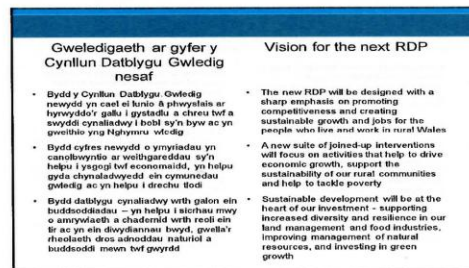 Gweledigaeth ar gyfer y
Cynllun Datblygu Gwledig
nesaf
• Bydd y Cynllun Datblygu Gwledig
newydd yn cael ei lunio â phwyslais ar
hyrwyddo'r gallu i gystadlu a chreu twf a
swyddi cynaliadwy i bobl sy'n byw ac yn
gweithio yng Nghymru wledig
• Bydd cyfres newydd o ymyriadau yn
canolbwyntio ar weithgareddau sy'n
helpu i ysgogi twf economaidd, yn helpu
gyda chynaladwyedd ein cymunedau
gwledig ac yn helpu i drechu tlodi
• Bydd datblygu cynaliadwy wrth galon ein
buddsoddiadau – yn helpu i sicrhau mwy
o amrywiaeth a chadernid wrth reoli ein
tir ac yn ein diwydiannau bwyd, gwella'r
rheolaeth dros adnoddau naturiol a
buddsoddi mewn twf gwyrdd
Vision for the next RDP
• The new RDP will be designed with a
sharp emphasis on promoting
competitiveness and creating
sustainable growth and jobs for the
people who live and work in rural Wales
• A new suite of joined-up interventions
will focus on activities that help to drive
economic growth, support the
sustainability of our rural communities
and help to tackle poverty
• Sustainable development will be at the
heart of our investment - supporting
increased diversity and resilience in our
land management and food industries,
improving management of natural
resources, and investing in green
growth